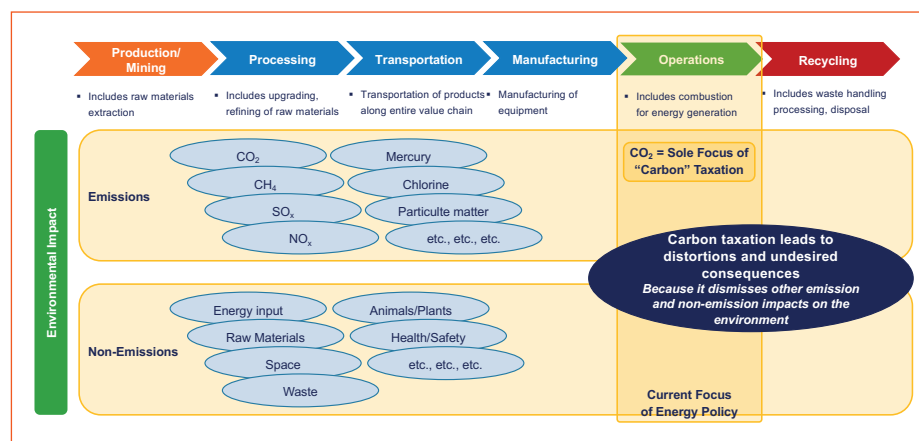 Production/
Mining
Processing
Transportation
Manufacturing
Operations
Recycling
▪ Includes raw materials
extraction
▪ Includes upgrading,
refining of raw materials
▪ Transportation of products
along entire value chain
▪ Manufacturing of
equipment
▪ Includes combustion
for energy generation
▪ Includes waste handling
processing, disposal
Environmental Impact
Emissions
CO₂
Mercury
CH₄
Chlorine
SOₓ
Particulte matter
NOₓ
etc., etc., etc.
CO₂ = Sole Focus of
“Carbon” Taxation
Carbon taxation leads to
distortions and undesired
consequences
Because it dismisses other emission
and non-emission impacts on the
environment
Non-Emissions
Energy input
Animals/Plants
Raw Materials
Health/Safety
Space
etc., etc., etc.
Waste
Current Focus
of Energy Policy